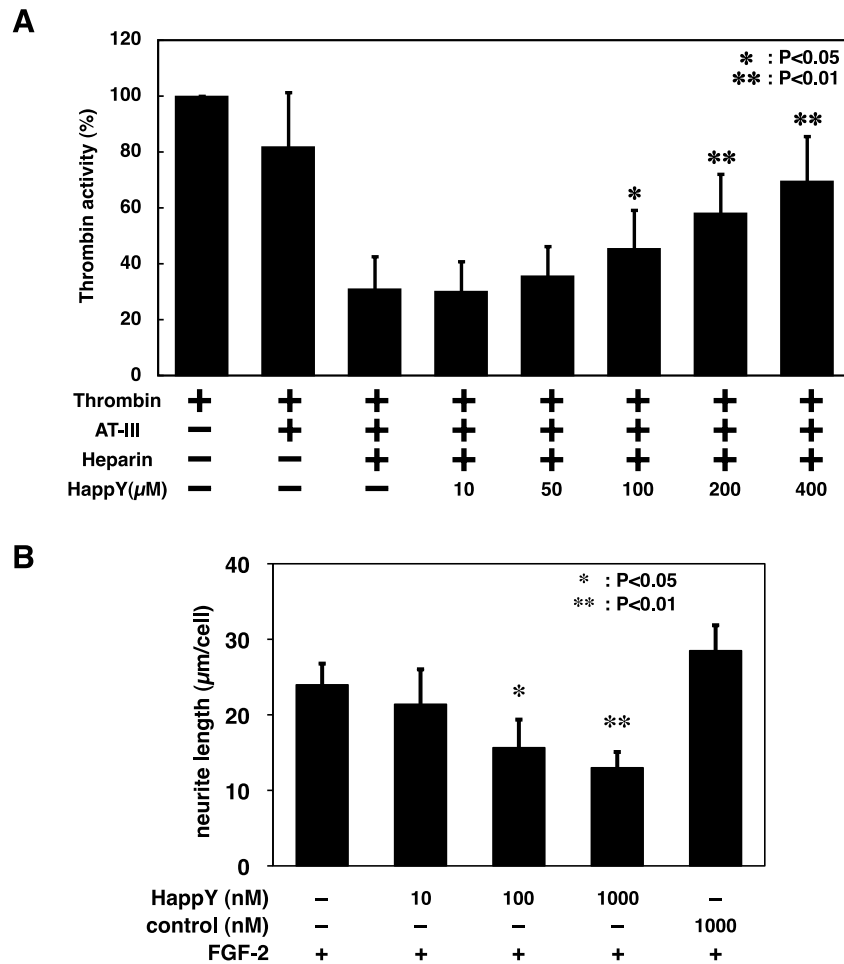 A
120
100
80
60
40
20
0
Thrombin activity (%)
* : P<0.05
** : P<0.01
* ** **
Thrombin + + + + + + + +
AT-III − + + + + + + +
Heparin − − + + + + + +
HappY(µM) − − − 10 50 100 200 400
B
40
30
20
10
0
neurite length (µm/cell)
* : P<0.05
** : P<0.01
* **
HappY (nM) − 10 100 1000 −
control (nM) − − − − 1000
FGF-2 + + + + +